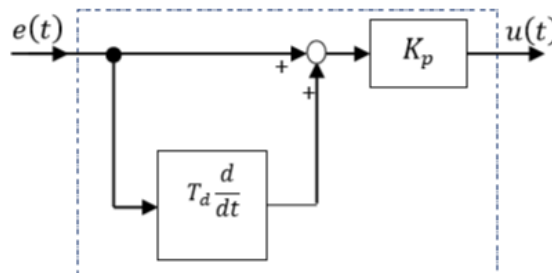 e(t)
+
+
K_p
u(t)
T_d d/dt